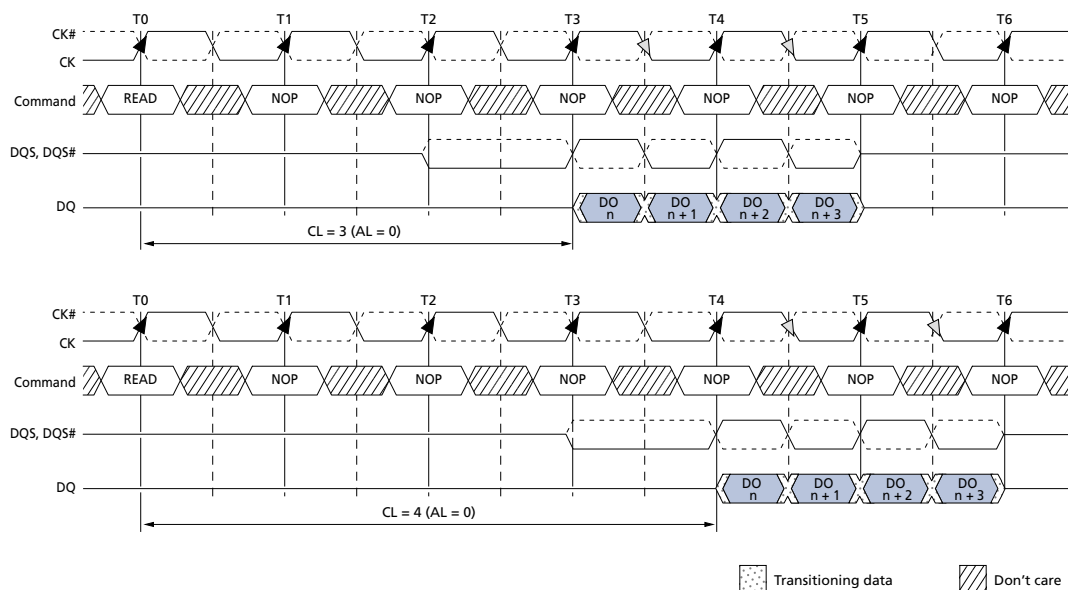 T0 T1 T2 T3 T4 T5 T6
CK#
CK
Command READ NOP NOP NOP NOP NOP NOP
DQS, DQS#
DQ DO n DO n + 1 DO n + 2 DO n + 3
CL = 3 (AL = 0)
T0 T1 T2 T3 T4 T5 T6
CK#
CK
Command READ NOP NOP NOP NOP NOP NOP
DQS, DQS#
DQ DO n DO n + 1 DO n + 2 DO n + 3
CL = 4 (AL = 0)
Transitioning data Don't care